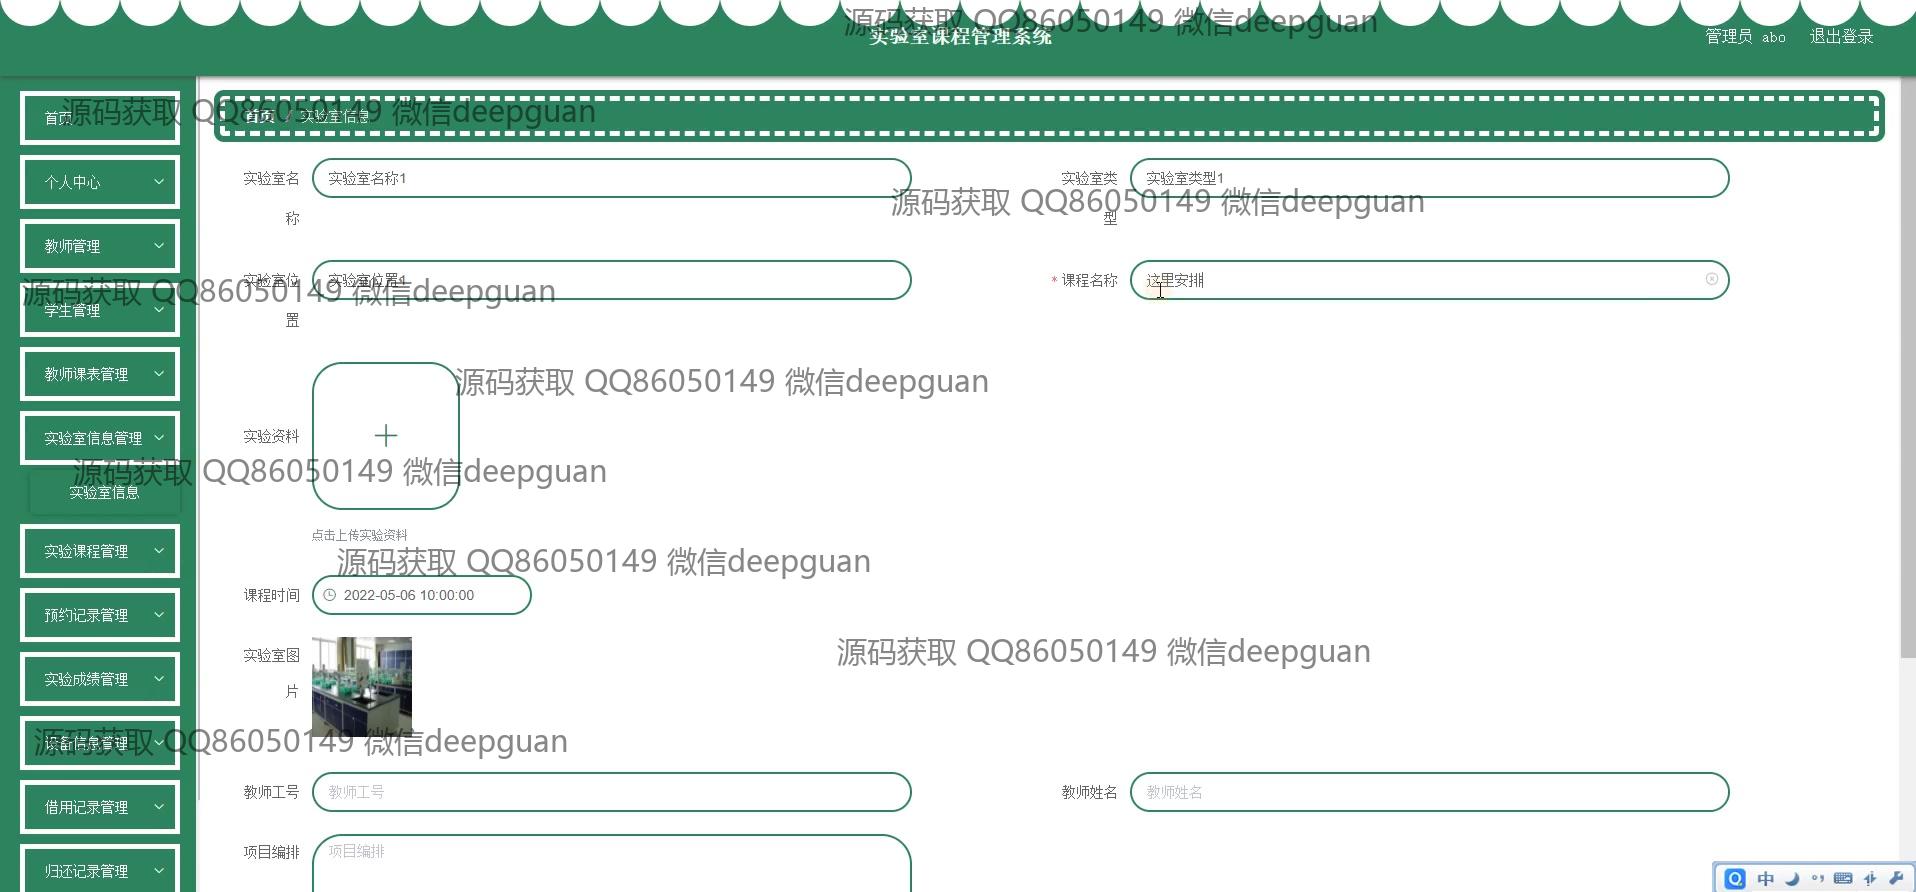 源码获取 QQ86050149 微信deepguan
实验室课程管理系统
管理员 abo 退出登录
首页
源码获取 QQ86050149 微信deepguan
首页 / 实验室信息
个人中心
实验室名称
实验室名称1
实验室类型
实验室类型1
源码获取 QQ86050149 微信deepguan
教师管理
实验室位置
实验室位置1
* 课程名称
这里安排
源码获取 QQ86050149 微信deepguan
学生管理
教师课表管理
源码获取 QQ86050149 微信deepguan
实验室信息管理
实验资料
源码获取 QQ86050149 微信deepguan
实验室信息
点击上传实验资料
实验课程管理
源码获取 QQ86050149 微信deepguan
课程时间
2022-05-06 10:00:00
预约记录管理
实验室图片
源码获取 QQ86050149 微信deepguan
实验成绩管理
设备信息管理
源码获取 QQ86050149 微信deepguan
教师工号
教师工号
教师姓名
教师姓名
借用记录管理
项目编排
项目编排
归还记录管理
中